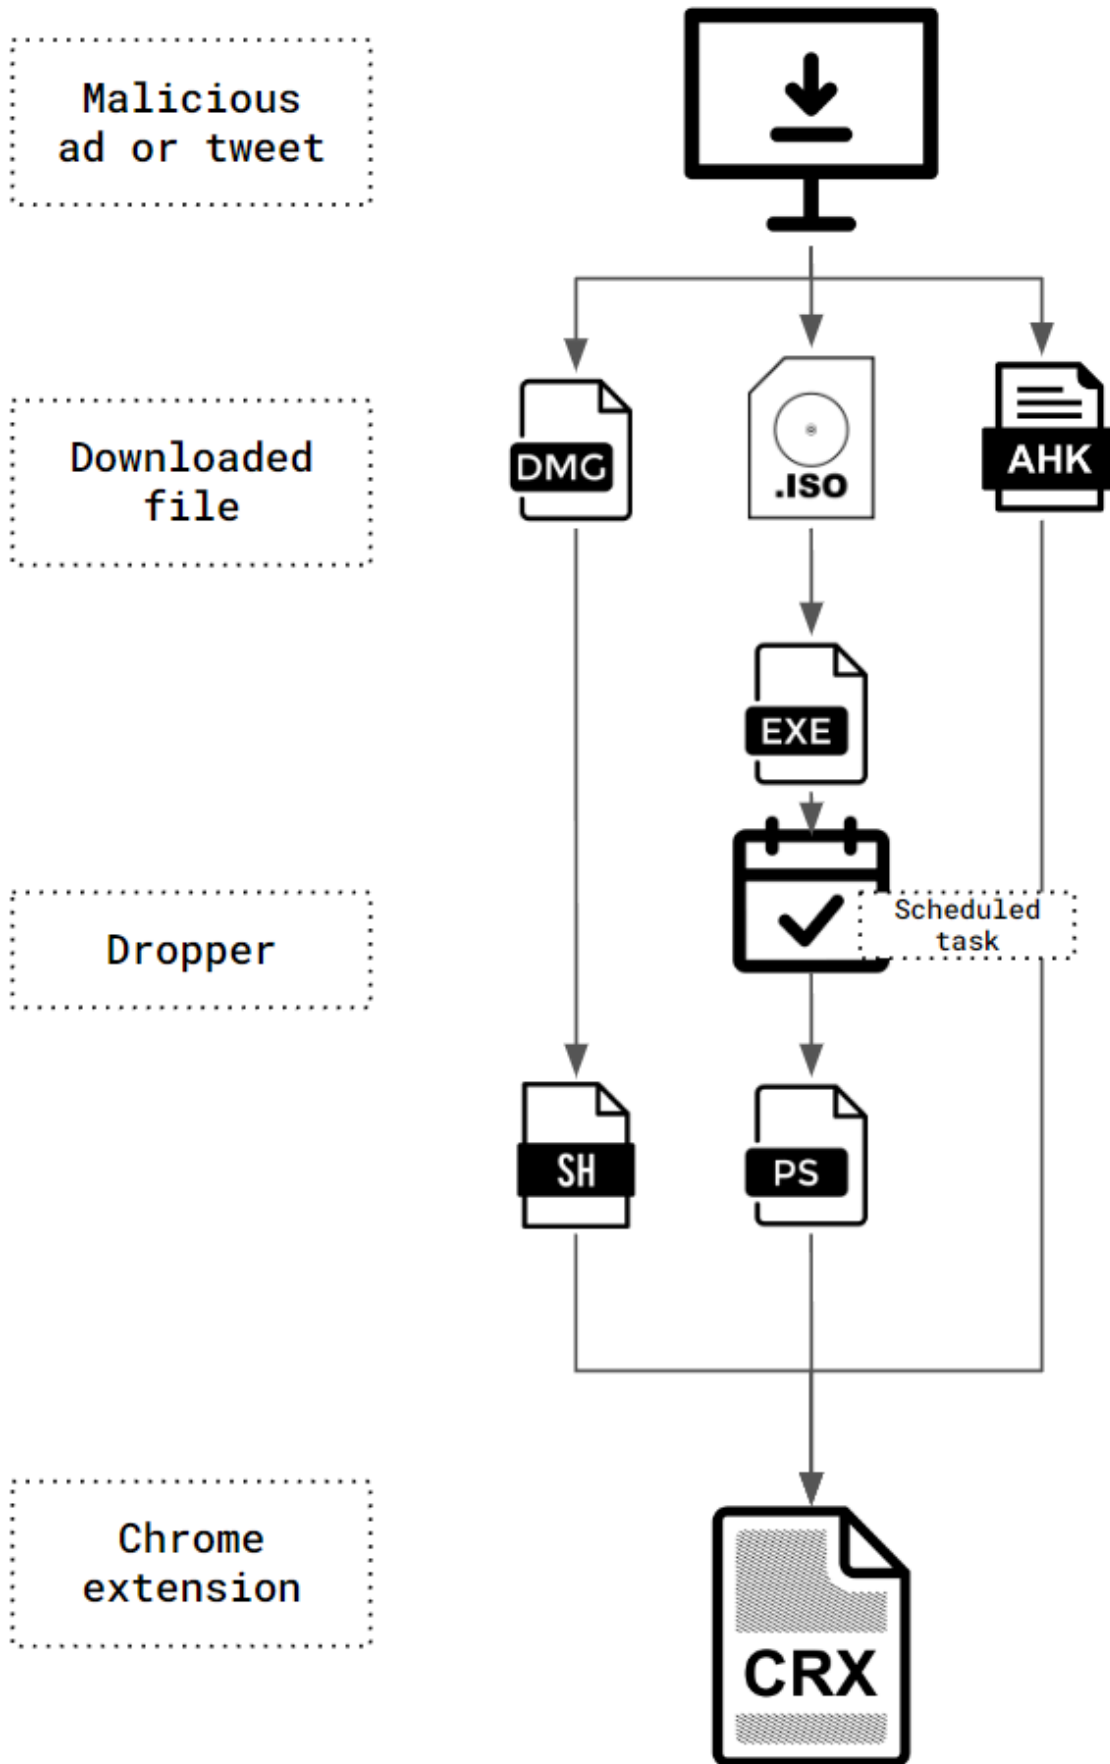 Malicious
ad or tweet
Downloaded
file
DMG
.ISO
AHK
EXE
Dropper
Scheduled
task
SH
PS
Chrome
extension
CRX